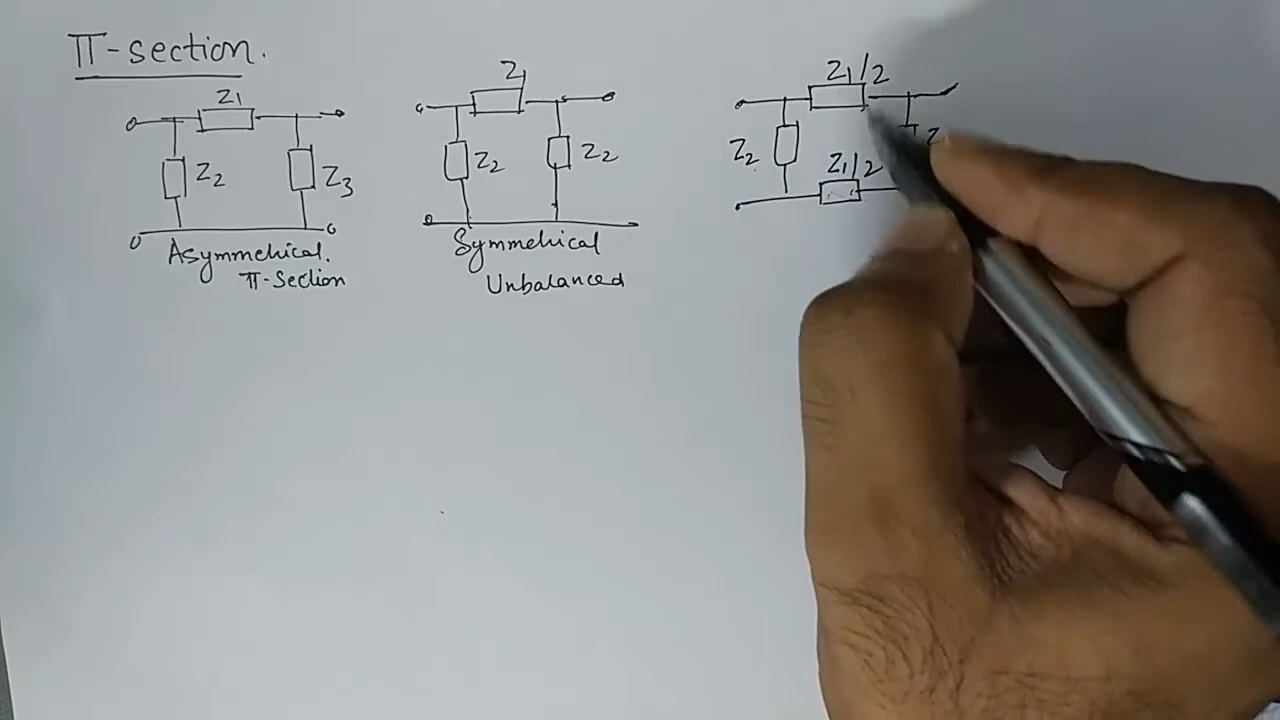 π-section.
Z1
Z2
Z3
Asymmetrical.
π-Section
Z1
Z2
Z2
Symmetrical
Unbalanced
Z1/2
Z2
Z1/2